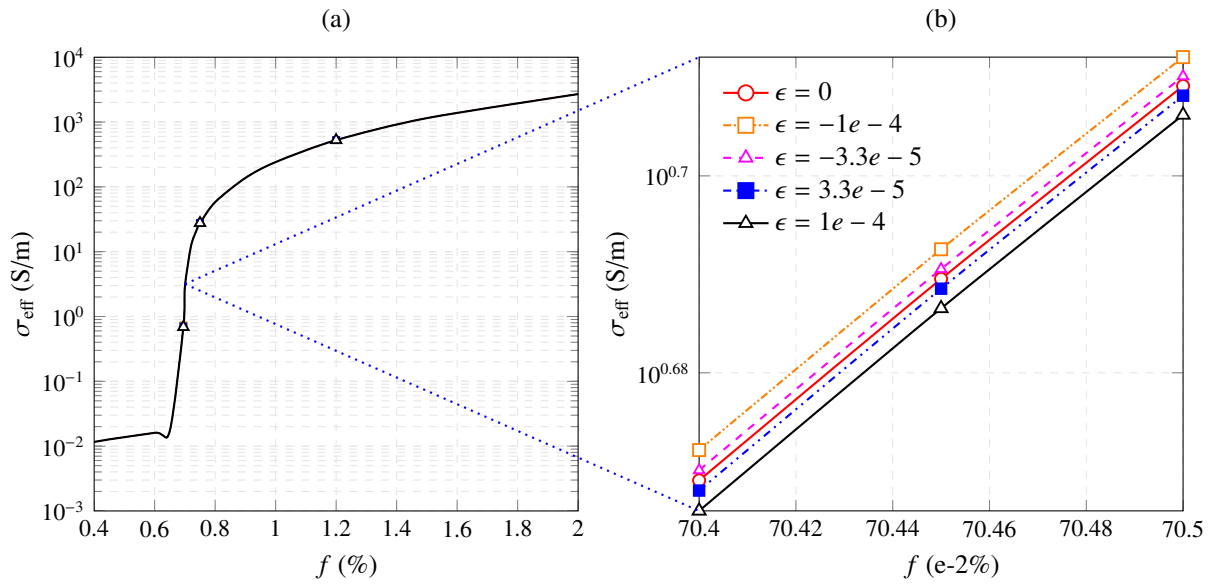 (a)
10^4
10^3
10^2
10^1
10^0
10^−1
10^−2
10^−3
σ_eff (S/m)
0.4 0.6 0.8 1 1.2 1.4 1.6 1.8 2
f (%)
(b)
ϵ = 0
ϵ = −1e − 4
ϵ = −3.3e − 5
ϵ = 3.3e − 5
ϵ = 1e − 4
10^0.7
10^0.68
σ_eff (S/m)
70.4 70.42 70.44 70.46 70.48 70.5
f (e-2%)